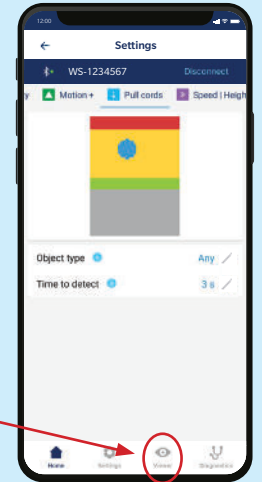 12:00
Settings
WS-1234567 Disconnect
y Motion + Pull cords Speed | Heigh
Object type Any
Time to detect 3 s
Home Settings Viewer Diagnostics